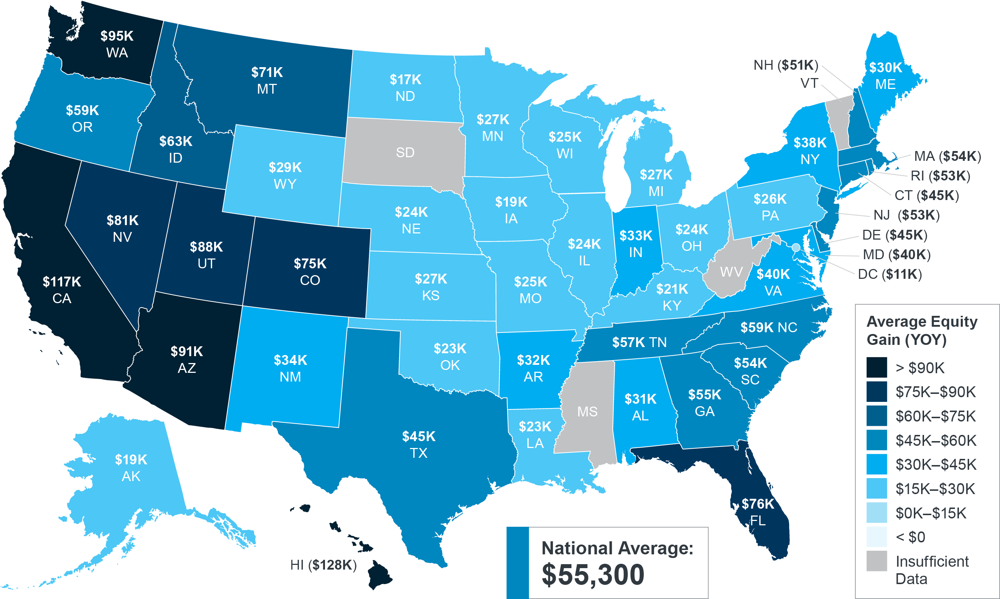 $95K
WA
$71K
MT
$17K
ND
NH ($51K)
VT
$30K
ME
$59K
OR
$63K
ID
$27K
MN
$25K
WI
$38K
NY
SD
$29K
WY
$27K
MI
MA ($54K)
RI ($53K)
CT ($45K)
NJ ($53K)
DE ($45K)
MD ($40K)
DC ($11K)
$26K
PA
$19K
IA
$24K
NE
$81K
NV
$88K
UT
$75K
CO
$24K
IL
$33K
IN
$24K
OH
WV
$40K
VA
$117K
CA
$27K
KS
$25K
MO
$21K
KY
$59K NC
$57K TN
$91K
AZ
$34K
NM
$23K
OK
$32K
AR
$54K
SC
$55K
GA
$31K
AL
MS
$23K
LA
$45K
TX
$19K
AK
$76K
FL
HI ($128K)
National Average:
$55,300
Average Equity
Gain (YOY)
> $90K
$75K–$90K
$60K–$75K
$45K–$60K
$30K–$45K
$15K–$30K
$0K–$15K
< $0
Insufficient
Data